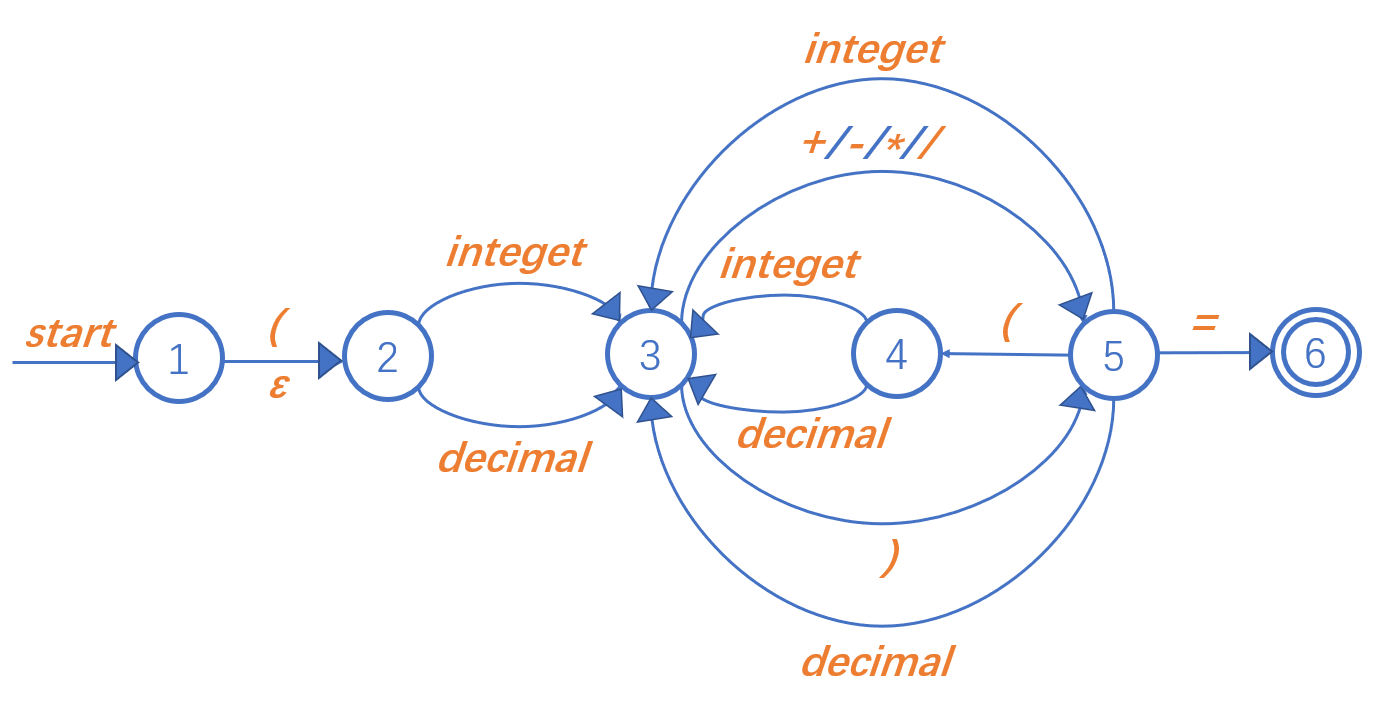 integet
+/-/*//
integet
integet
start
(
ε
1
2
3
4
(
5
=
6
decimal
decimal
)
decimal